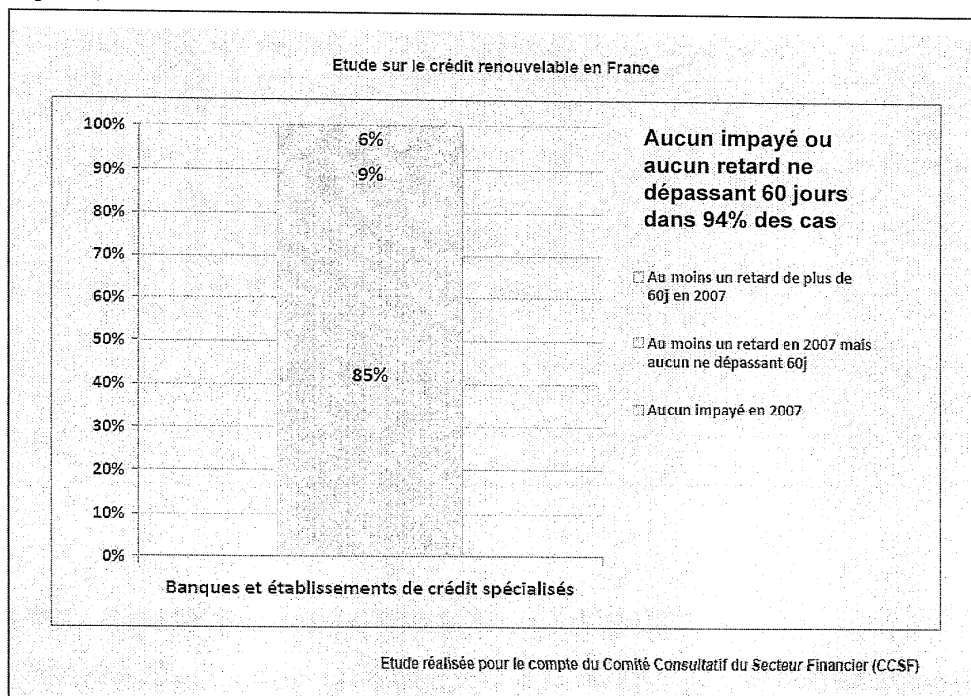 Etude sur le crédit renouvelable en France
100%
90%
80%
70%
60%
50%
40%
30%
20%
10%
0%
6%
9%
85%
Banques et établissements de crédit spécialisés
Aucun impayé ou
aucun retard ne
dépassant 60 jours
dans 94% des cas
Au moins un retard de plus de
60j en 2007
Au moins un retard en 2007 mais
aucun ne dépassant 60j
Aucun impayé en 2007
Etude réalisée pour le compte du Comité Consultatif du Secteur Financier (CCSF)